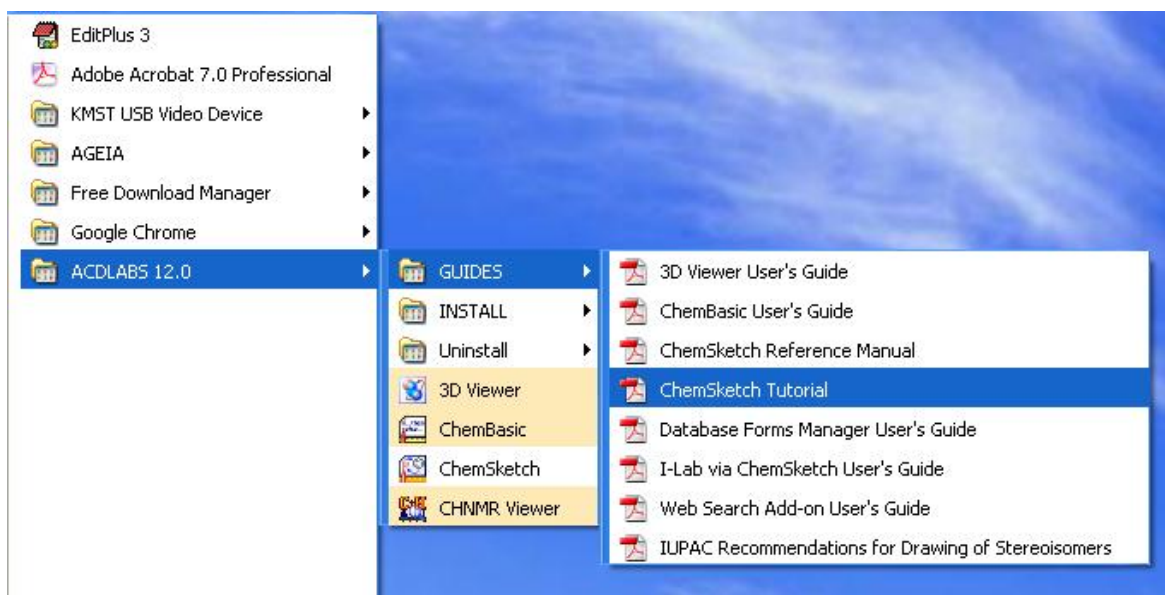 EditPlus 3
Adobe Acrobat 7.0 Professional
KMST USB Video Device
AGEIA
Free Download Manager
Google Chrome
ACDLABS 12.0
GUIDES
INSTALL
Uninstall
3D Viewer
ChemBasic
ChemSketch
CHNMR Viewer
3D Viewer User's Guide
ChemBasic User's Guide
ChemSketch Reference Manual
ChemSketch Tutorial
Database Forms Manager User's Guide
I-Lab via ChemSketch User's Guide
Web Search Add-on User's Guide
IUPAC Recommendations for Drawing of Stereoisomers